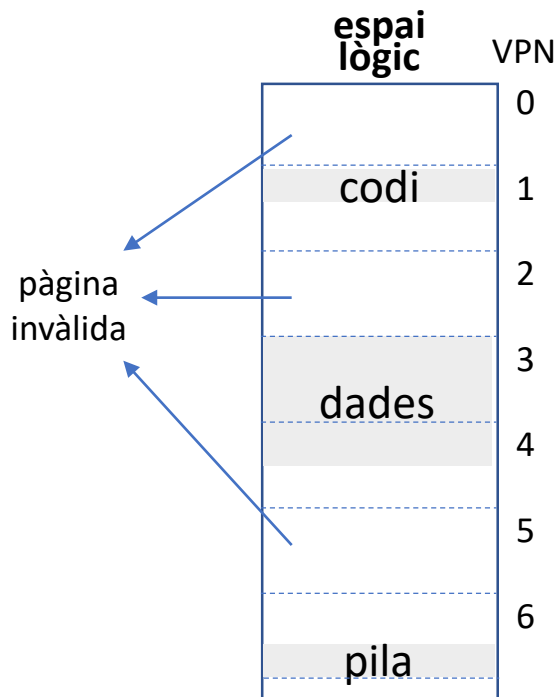 espai
lògic
VPN
0
codi
1
2
pàgina
invàlida
3
dades
4
5
6
pila